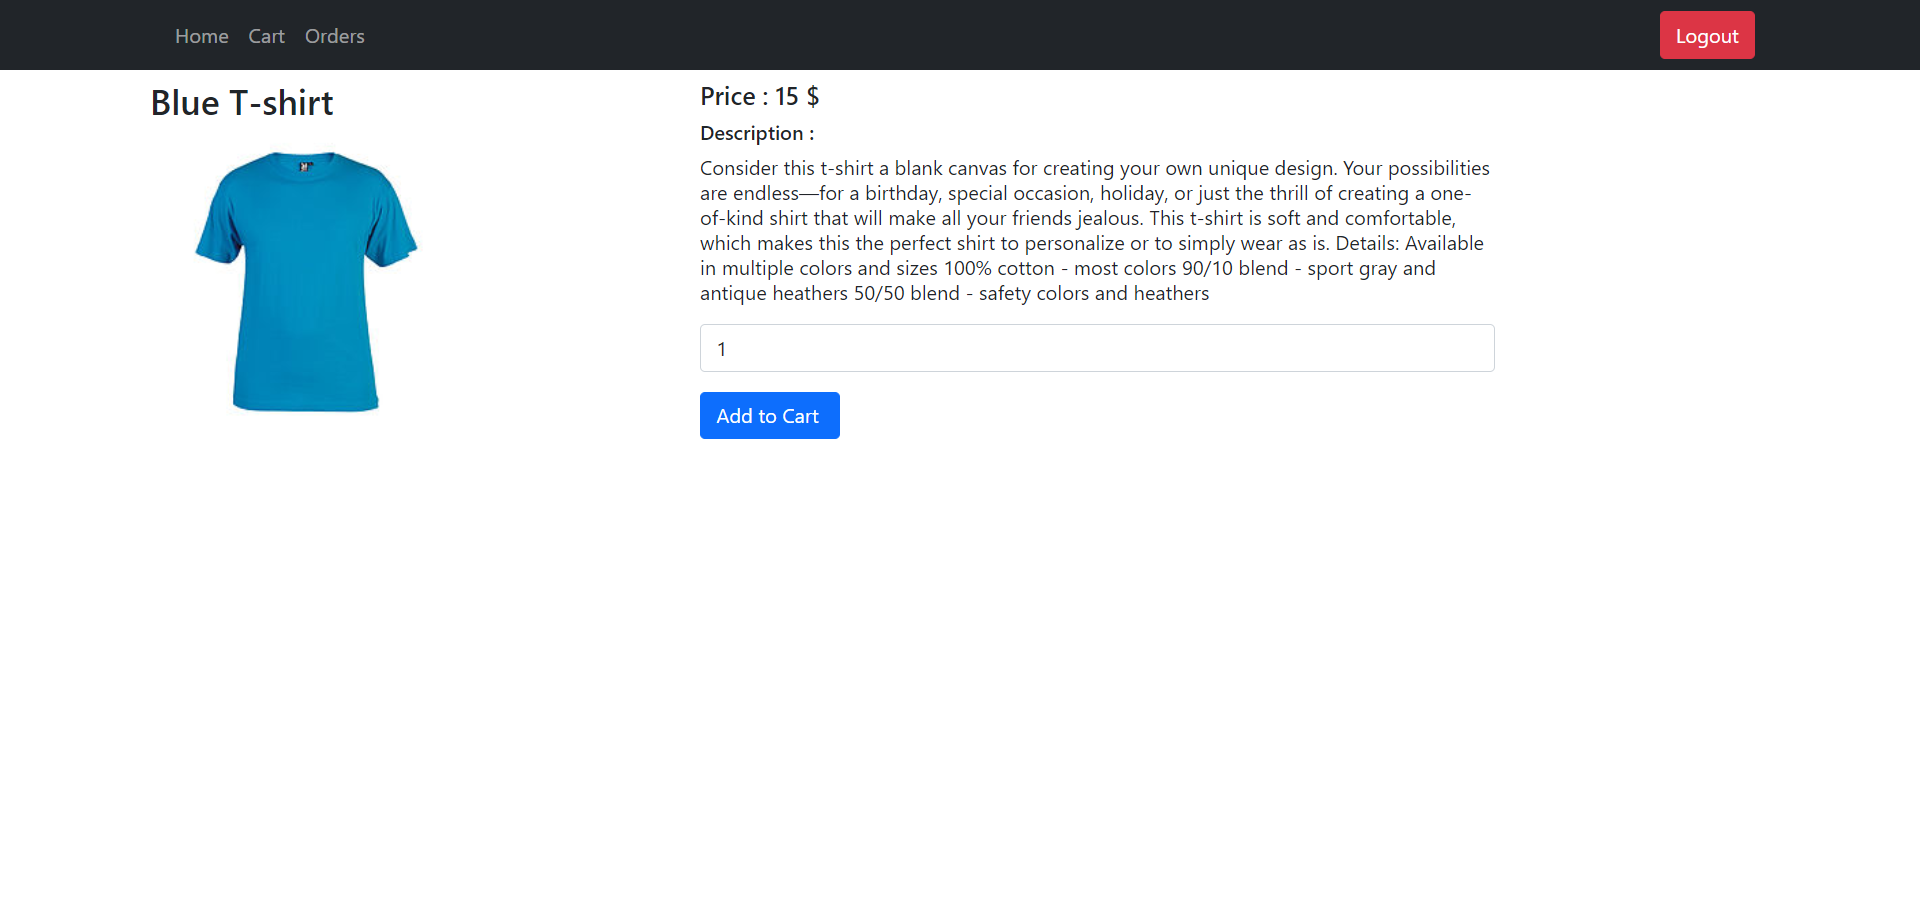 Home Cart Orders Logout
Blue T-shirt
Price : 15 $
Description :
Consider this t-shirt a blank canvas for creating your own unique design. Your possibilities
are endless—for a birthday, special occasion, holiday, or just the thrill of creating a one-
of-kind shirt that will make all your friends jealous. This t-shirt is soft and comfortable,
which makes this the perfect shirt to personalize or to simply wear as is. Details: Available
in multiple colors and sizes 100% cotton - most colors 90/10 blend - sport gray and
antique heathers 50/50 blend - safety colors and heathers
1
Add to Cart